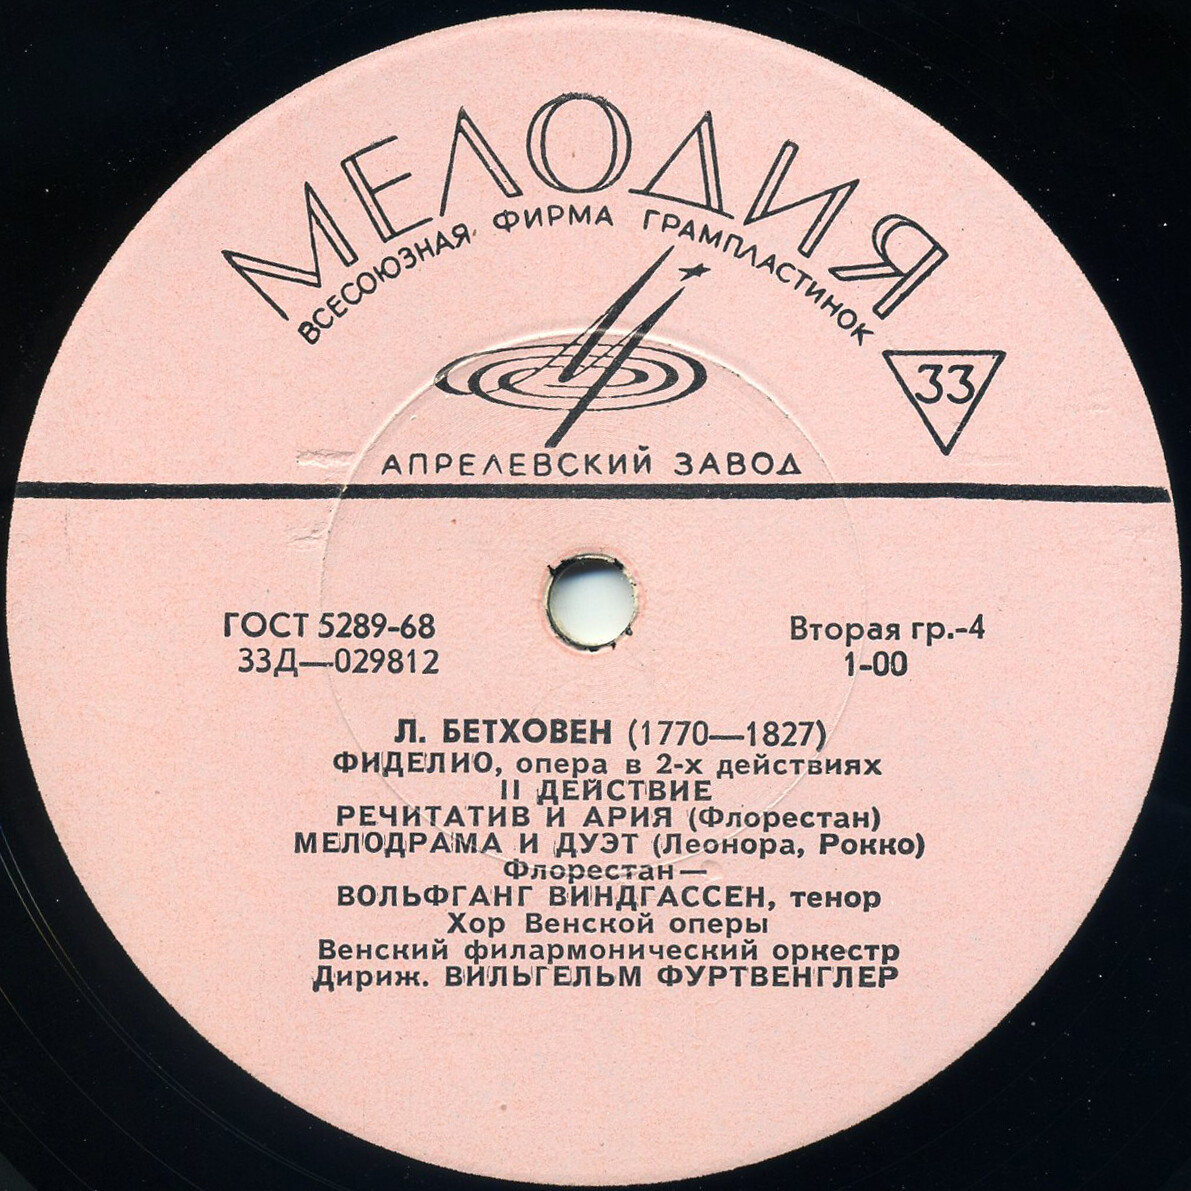 МЕЛОДИЯ
ВСЕСОЮЗНАЯ ФИРМА ГРАМПЛАСТИНОК
33
АПРЕЛЕВСКИЙ ЗАВОД
ГОСТ 5289-68
Вторая гр.-4
33Д—029812
1-00
Л. БЕТХОВЕН (1770—1827)
ФИДЕЛИО, опера в 2-х действиях
II ДЕЙСТВИЕ
РЕЧИТАТИВ И АРИЯ (Флорестан)
МЕЛОДРАМА И ДУЭТ (Леонора, Рокко)
Флорестан—
ВОЛЬФГАНГ ВИНДГАССЕН, тенор
Хор Венской оперы
Венский филармонический оркестр
Дириж. ВИЛЬГЕЛЬМ ФУРТВЕНГЛЕР